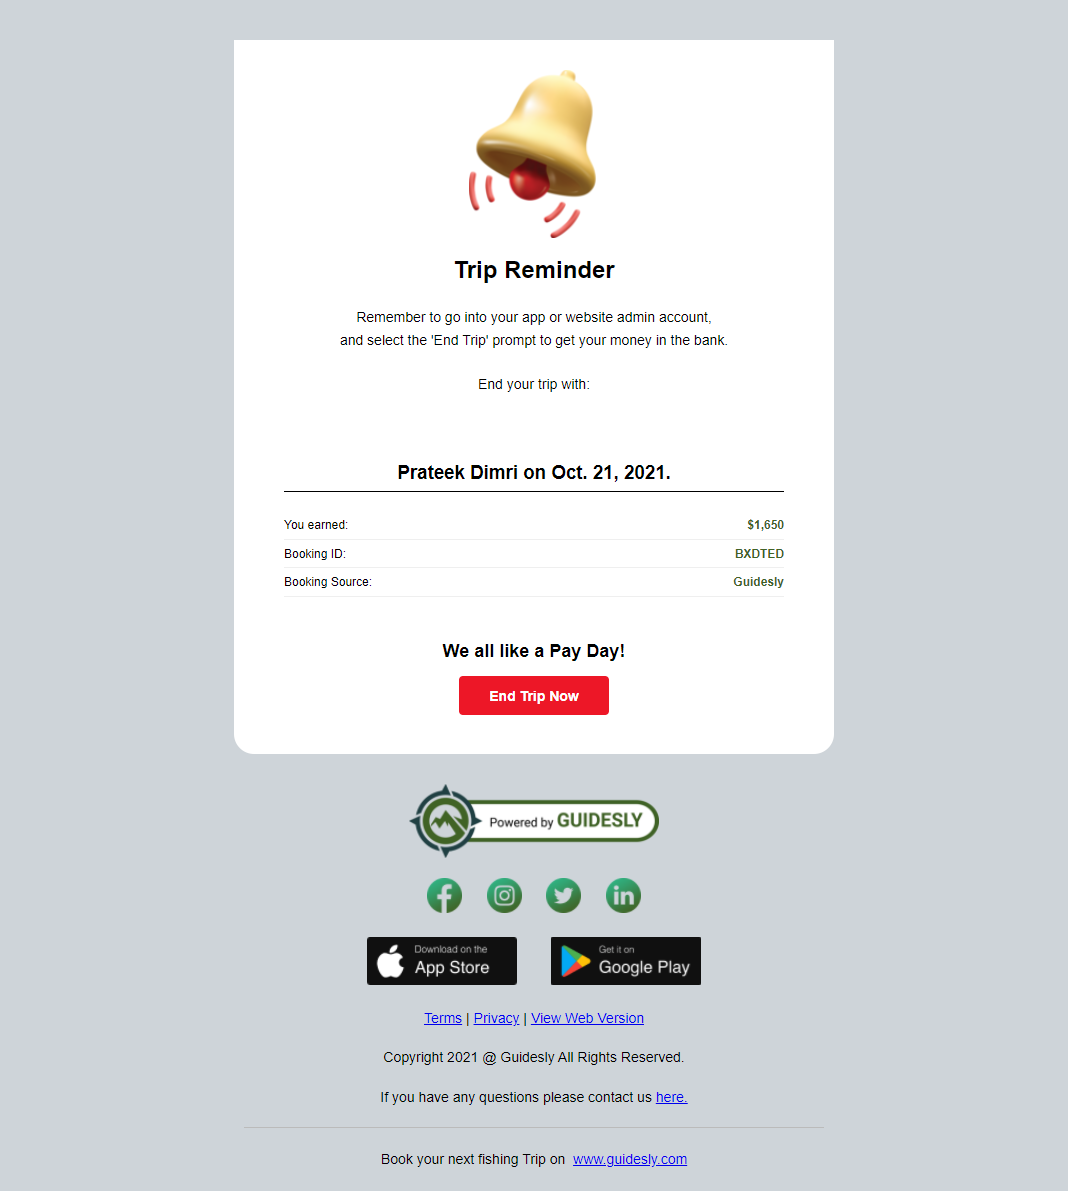 Trip Reminder
Remember to go into your app or website admin account,
and select the 'End Trip' prompt to get your money in the bank.
End your trip with:
Prateek Dimri on Oct. 21, 2021.
You earned: $1,650
Booking ID: BXDTED
Booking Source: Guidesly
We all like a Pay Day!
End Trip Now
Powered by GUIDESLY
Download on the
App Store
Get it on
Google Play
Terms | Privacy | View Web Version
Copyright 2021 @ Guidesly All Rights Reserved.
If you have any questions please contact us here.
Book your next fishing Trip on www.guidesly.com